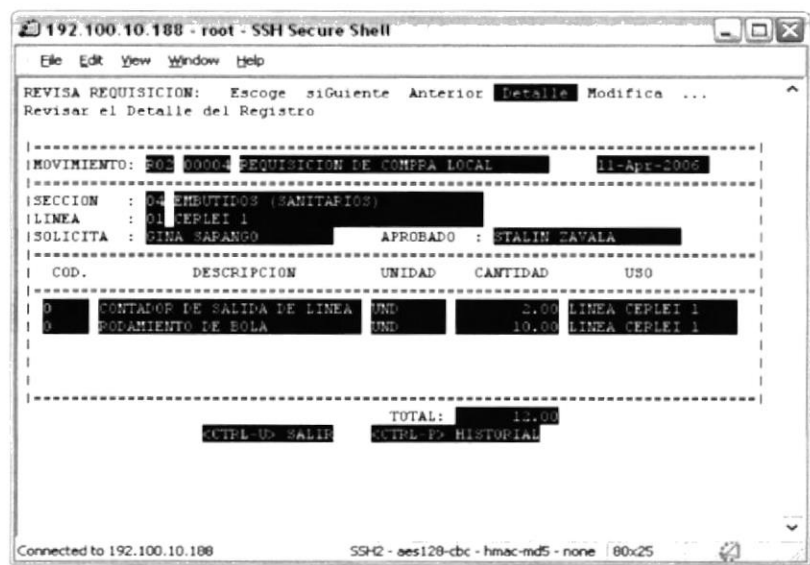 192.100.10.188 - root - SSH Secure Shell
File Edit View Window Help
REVISA REQUISICION: Escoge siGuiente Anterior Detalle Modifica ...
Revisar el Detalle del Registro
MOVIMIENTO: R02 00004 REQUISICION DE COMPRA LOCAL 11-Apr-2006
SECCION : 04 EMBUTIDOS (SANITARIOS)
LINEA : 01 CEPLEI 1
SOLICITA : GINA SARANGO APROBADO : STALIN ZAVALA
COD. DESCRIPCION UNIDAD CANTIDAD USO
0 CONTADOR DE SALIDA DE LINEA UND 2.00 LINEA CEPLEI 1
0 RODAMIENTO DE BOLA UND 10.00 LINEA CEPLEI 1
TOTAL: 12.00
<CTRL-U> SALIR <CTRL-P> HISTORIAL
Connected to 192.100.10.188 SSH2 - aes128-cbc - hmac-md5 - none 80x25